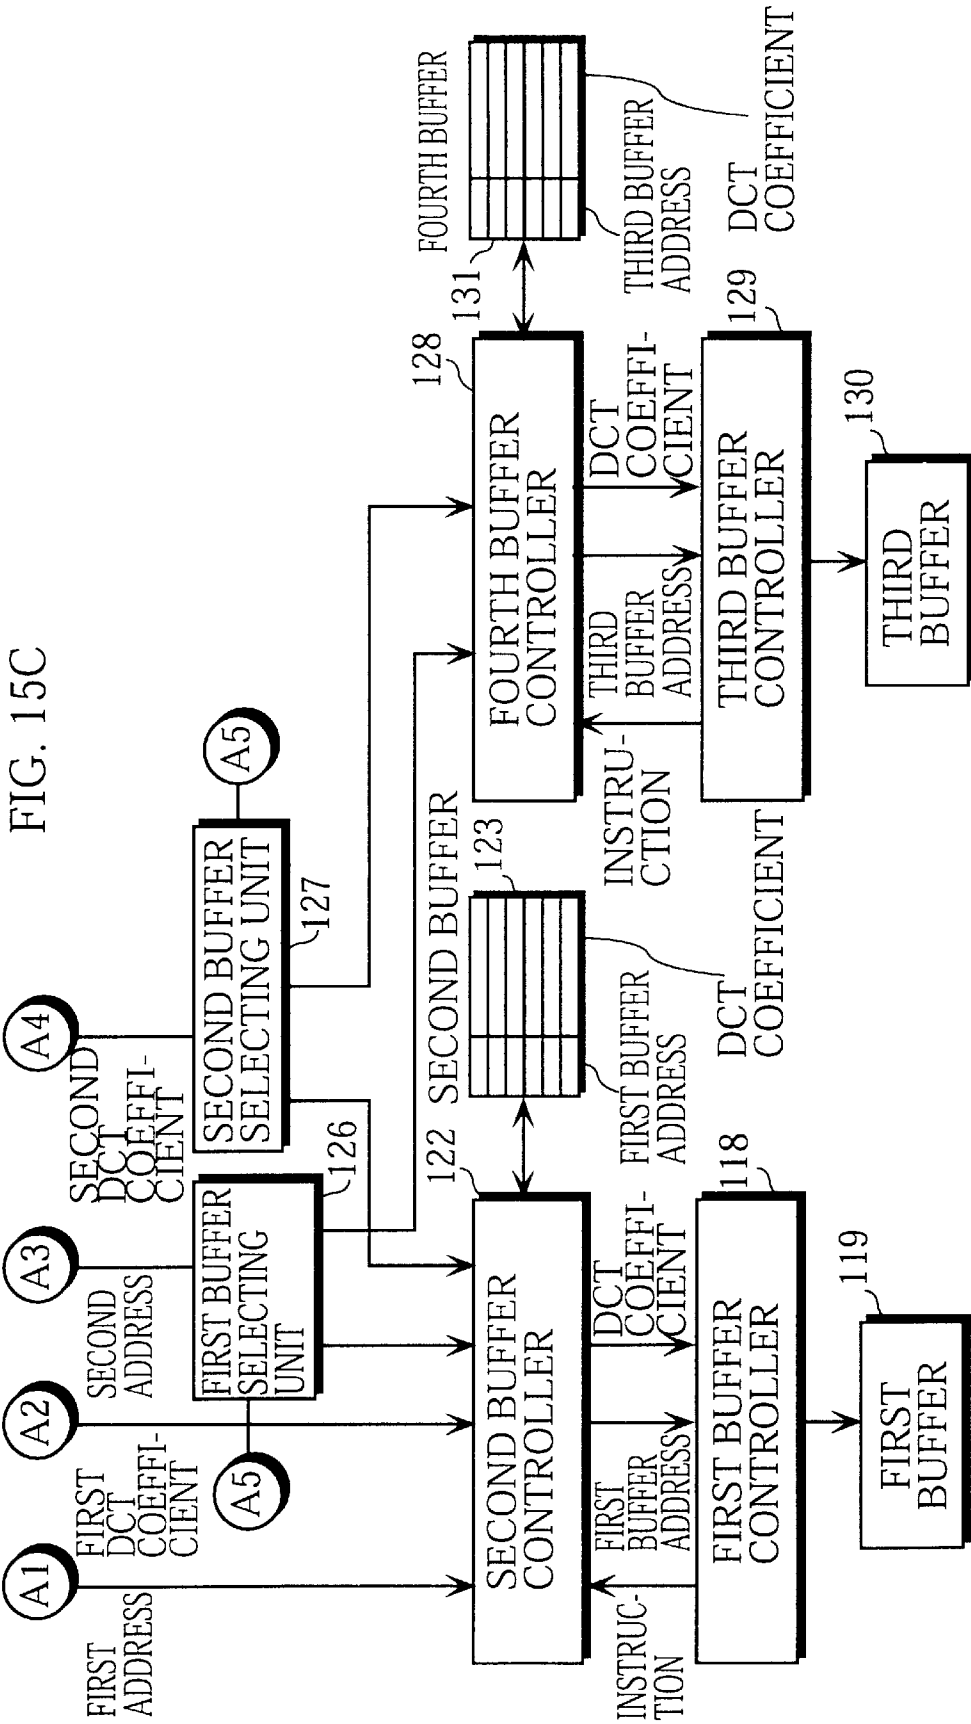 FIG. 15C
A1
A2
A3
A4
FIRST
ADDRESS
FIRST
DCT
COEFFI-
CIENT
SECOND
ADDRESS
SECOND
DCT
COEFFI-
CIENT
A5
FIRST BUFFER
SELECTING
UNIT
126
SECOND BUFFER
SELECTING UNIT
127
A5
SECOND BUFFER
CONTROLLER
122
SECOND BUFFER
123
FIRST BUFFER
ADDRESS
DCT
COEFFICIENT
FOURTH BUFFER
CONTROLLER
128
FOURTH BUFFER
131
THIRD BUFFER
ADDRESS
DCT
COEFFICIENT
INSTRUC-
TION
FIRST
BUFFER
ADDRESS
DCT
COEFFI-
CIENT
INSTRU-
CTION
THIRD
BUFFER
ADDRESS
DCT
COEFFI-
CIENT
FIRST BUFFER
CONTROLLER
118
THIRD BUFFER
CONTROLLER
129
FIRST
BUFFER
119
THIRD
BUFFER
130